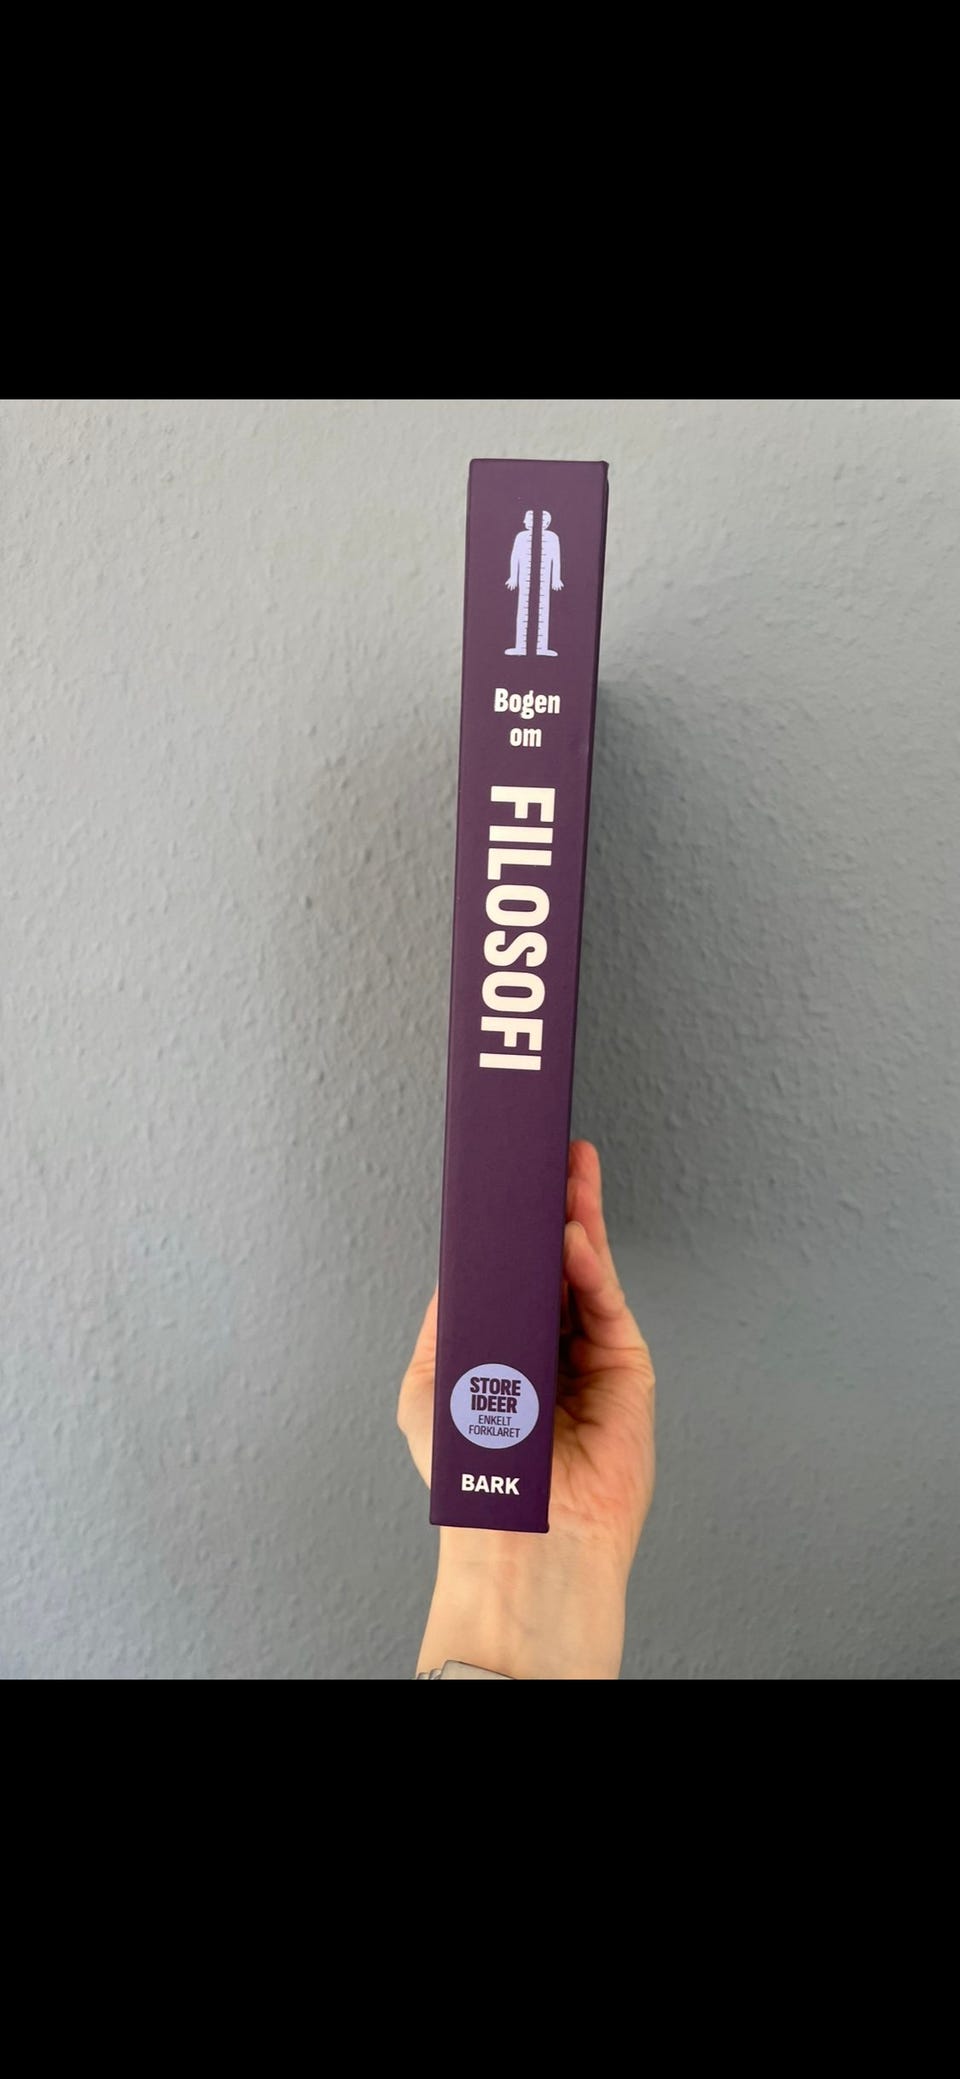 Bogen
om
FILOSOFI
STORE
IDEER
ENKELT
FORKLARET
BARK